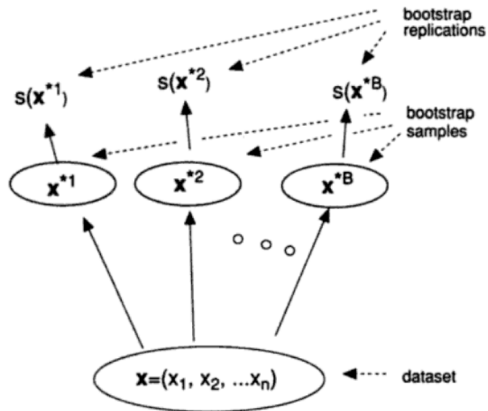 bootstrap
replications
s(x*1)
s(x*2)
s(x*B)
bootstrap
samples
x*1
x*2
x*B
x=(x1, x2, ...xn)
dataset